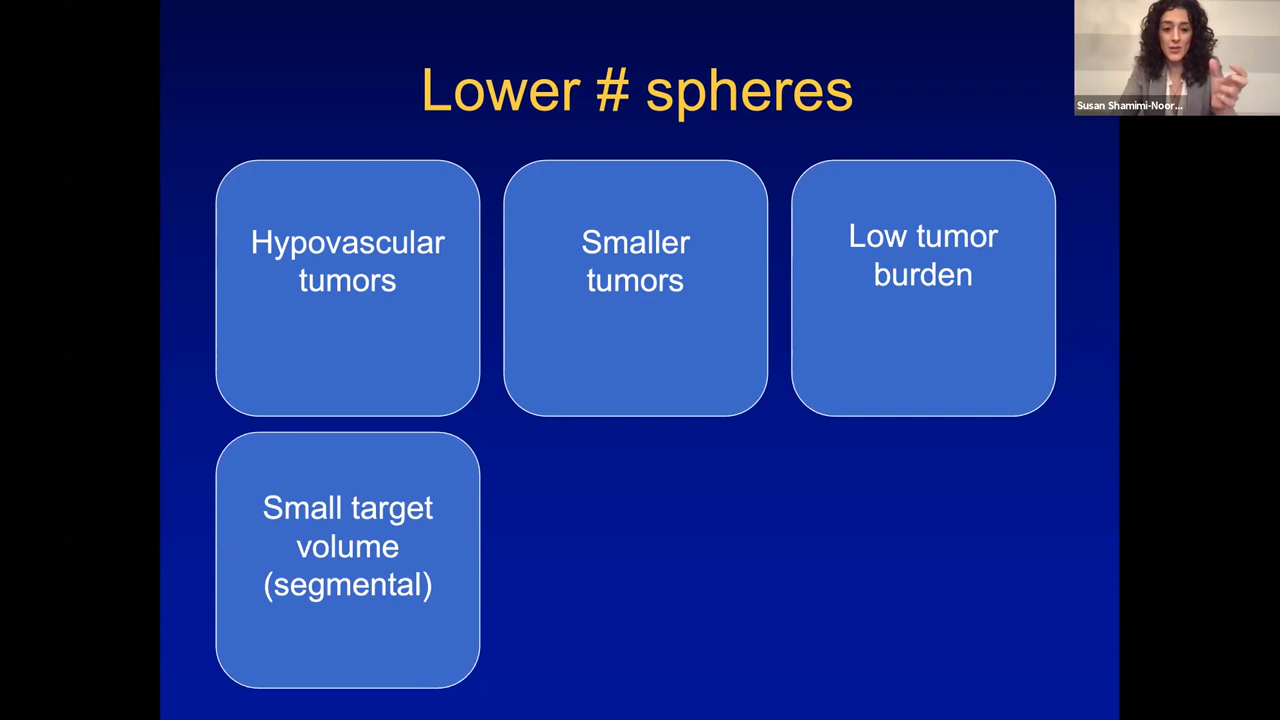 Lower # spheres
Susan Shamimi-Noor...
Hypovascular
tumors
Smaller
tumors
Low tumor
burden
Small target
volume
(segmental)